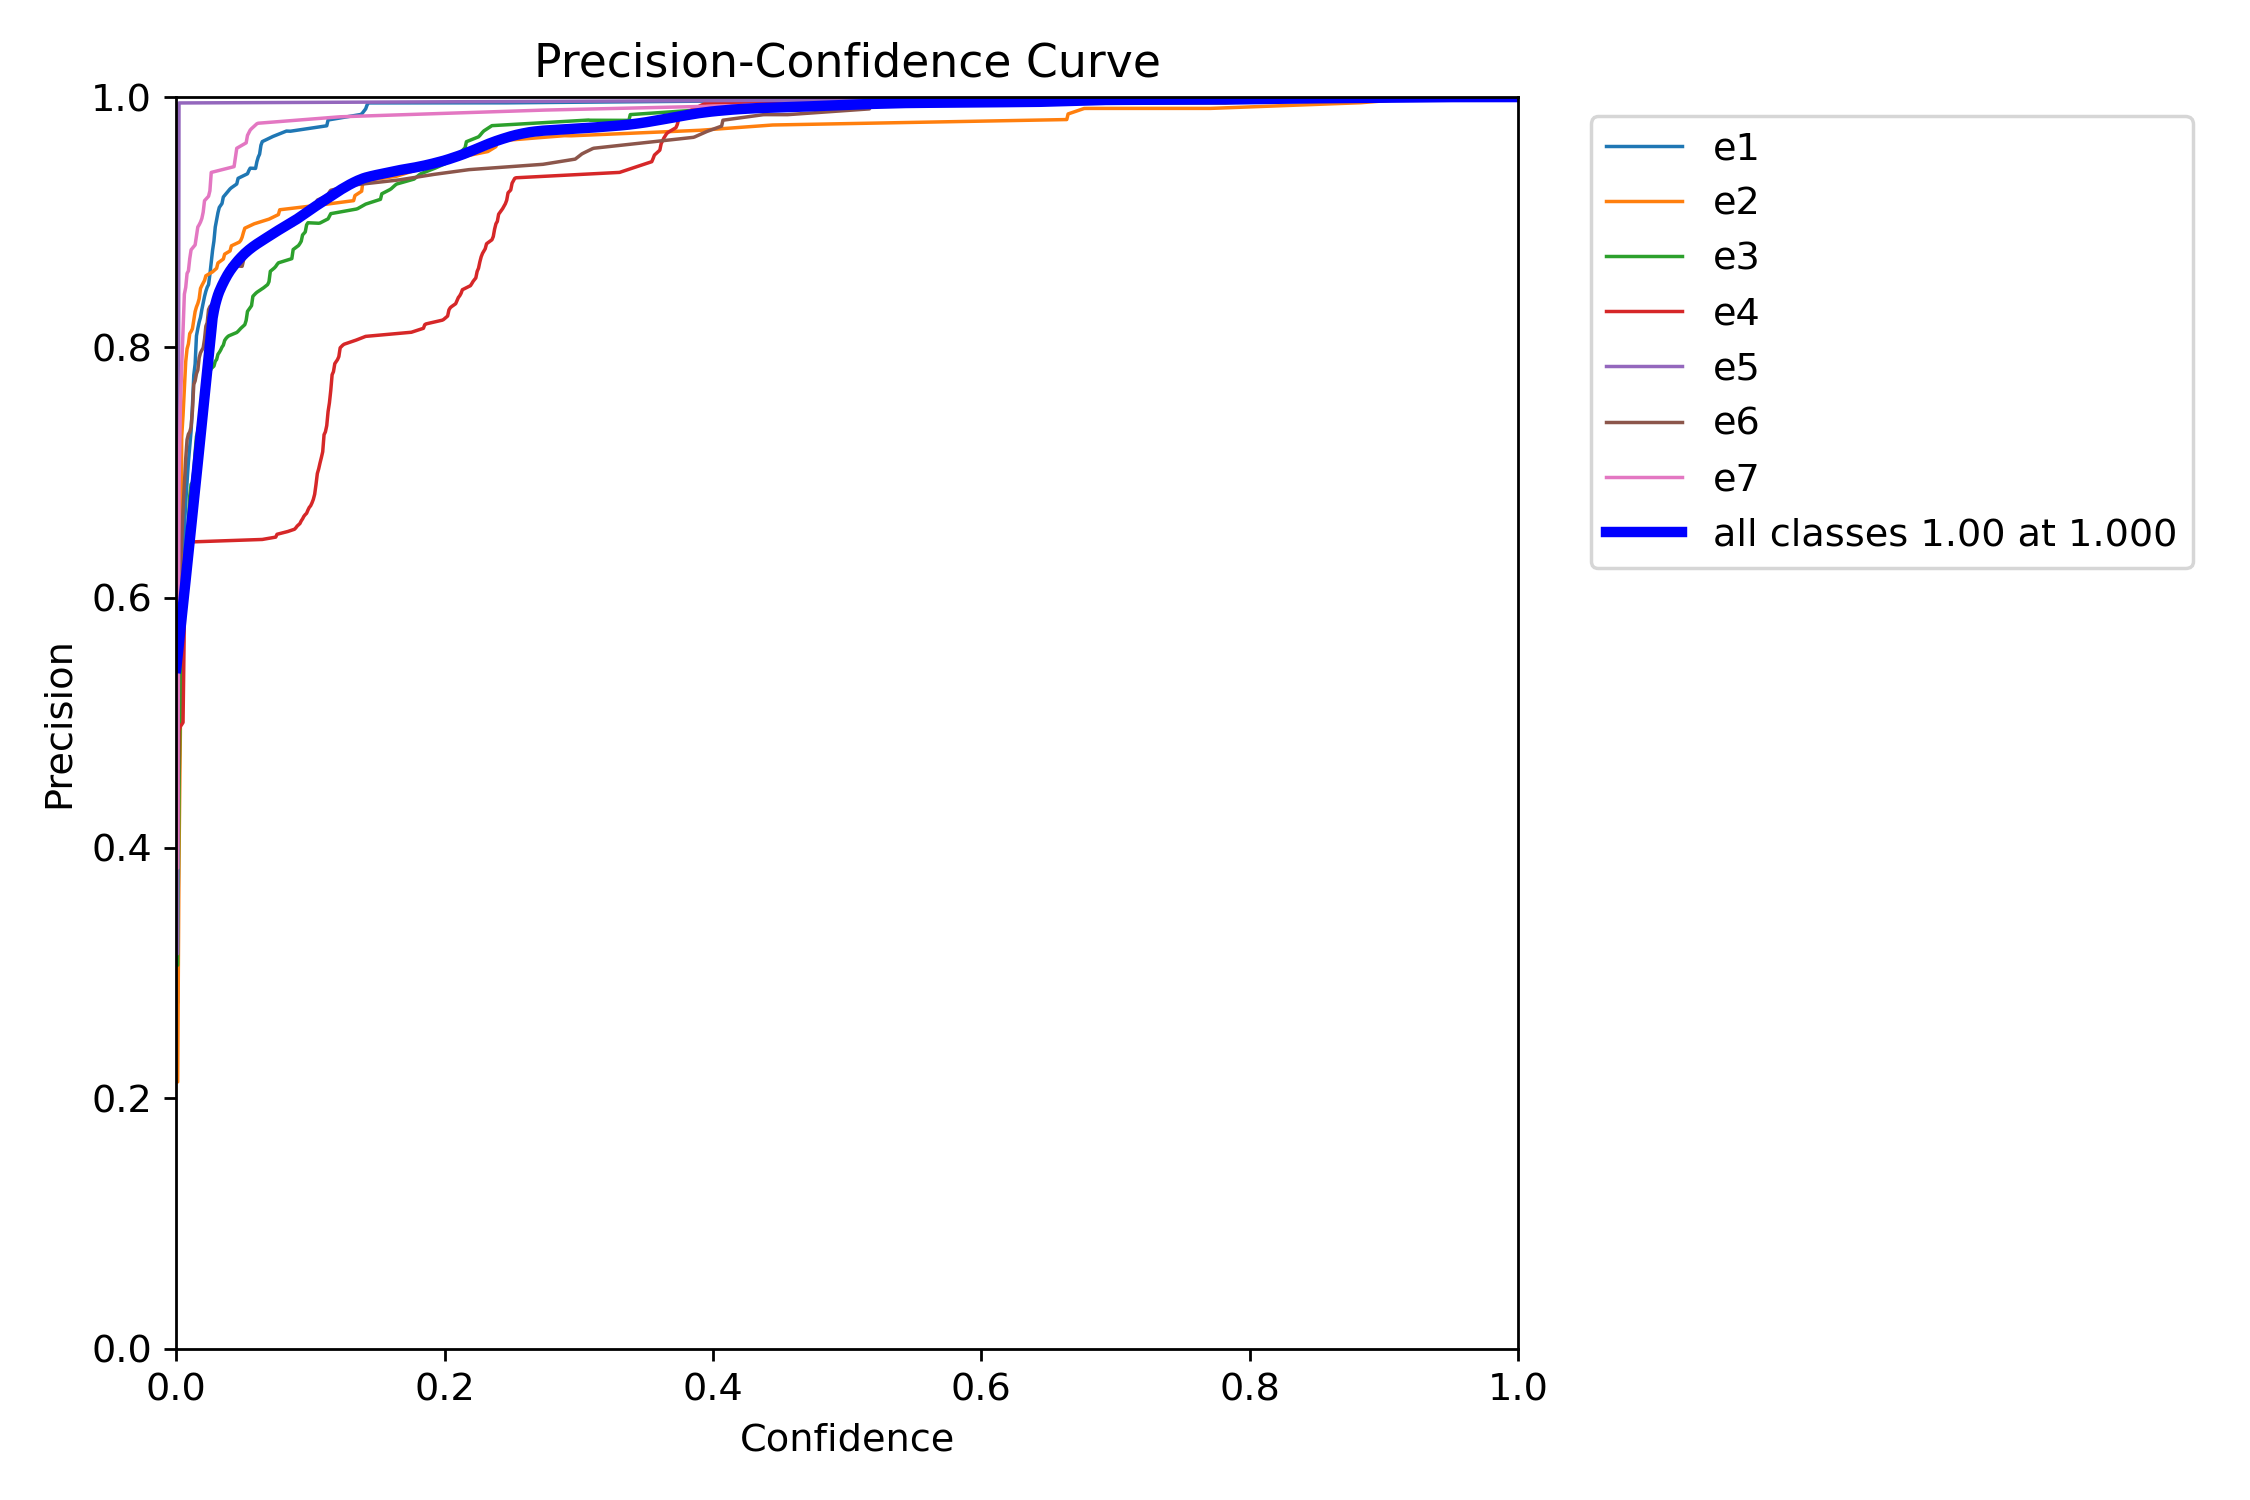 Precision-Confidence Curve
1.0
0.8
0.6
0.4
0.2
0.0
Precision
0.0 0.2 0.4 0.6 0.8 1.0
Confidence
e1
e2
e3
e4
e5
e6
e7
all classes 1.00 at 1.000